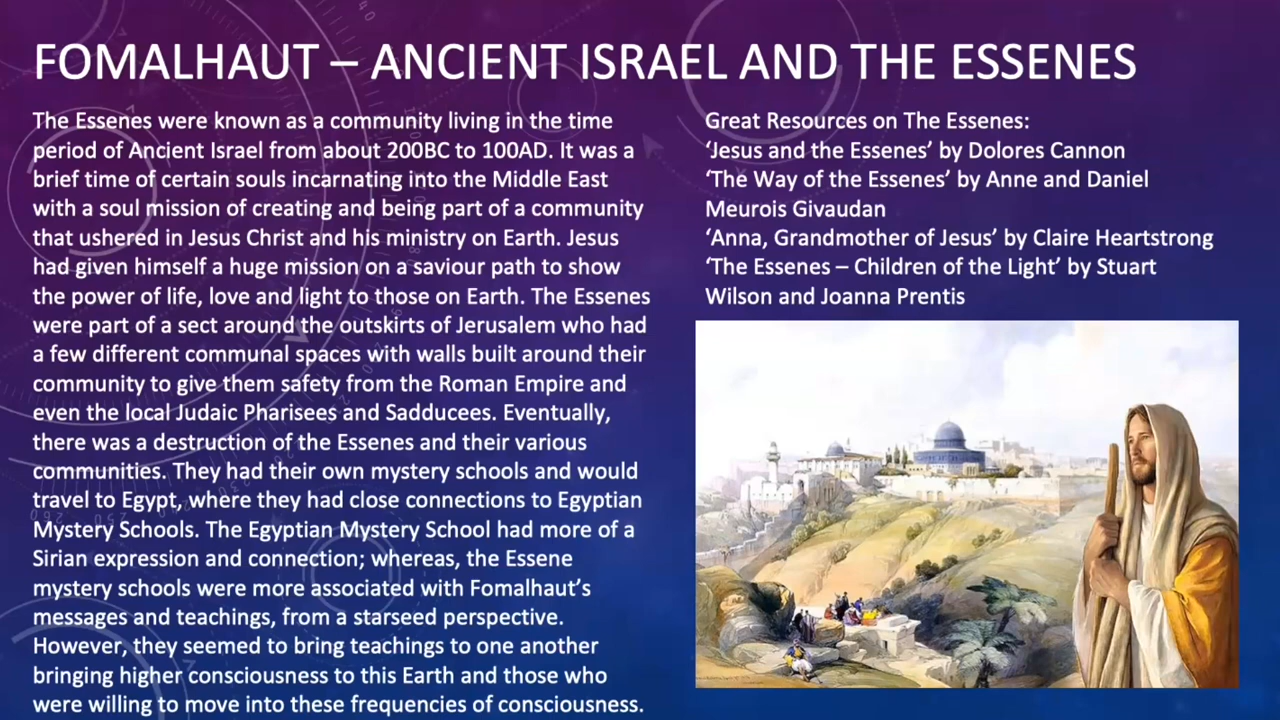 FOMALHAUT – ANCIENT ISRAEL AND THE ESSENES
The Essenes were known as a community living in the time
period of Ancient Israel from about 200BC to 100AD. It was a
brief time of certain souls incarnating into the Middle East
with a soul mission of creating and being part of a community
that ushered in Jesus Christ and his ministry on Earth. Jesus
had given himself a huge mission on a saviour path to show
the power of life, love and light to those on Earth. The Essenes
were part of a sect around the outskirts of Jerusalem who had
a few different communal spaces with walls built around their
community to give them safety from the Roman Empire and
even the local Judaic Pharisees and Sadducees. Eventually,
there was a destruction of the Essenes and their various
communities. They had their own mystery schools and would
travel to Egypt, where they had close connections to Egyptian
Mystery Schools. The Egyptian Mystery School had more of a
Sirian expression and connection; whereas, the Essene
mystery schools were more associated with Fomalhaut's
messages and teachings, from a starseed perspective.
However, they seemed to bring teachings to one another
bringing higher consciousness to this Earth and those who
were willing to move into these frequencies of consciousness.
Great Resources on The Essenes:
‘Jesus and the Essenes’ by Dolores Cannon
‘The Way of the Essenes’ by Anne and Daniel
Meurois Givaudan
‘Anna, Grandmother of Jesus’ by Claire Heartstrong
‘The Essenes – Children of the Light’ by Stuart
Wilson and Joanna Prentis